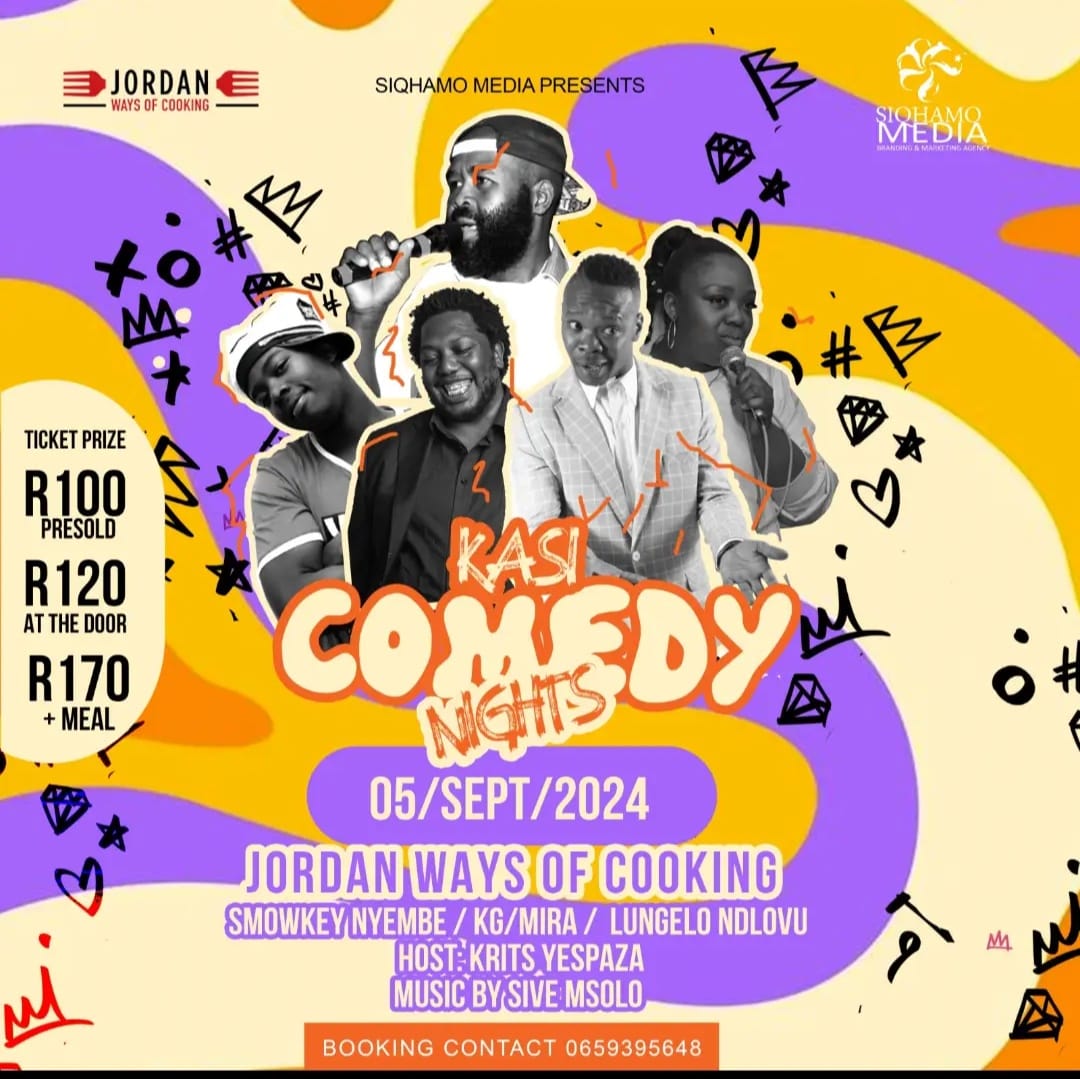 JORDAN
WAYS OF COOKING
SIQHAMO MEDIA PRESENTS
SIQHAMO
MEDIA
BRANDING & MARKETING AGENCY
TICKET PRIZE
R100
PRESOLD
R120
AT THE DOOR
R170
+ MEAL
KASI
COMEDY
NIGHTS
05/SEPT/2024
JORDAN WAYS OF COOKING
SMOWKEY NYEMBE / KG/MIRA / LUNGELO NDLOVU
HOST: KRITS YESPAZA
MUSIC BY SIVE MSOLO
BOOKING CONTACT 0659395648